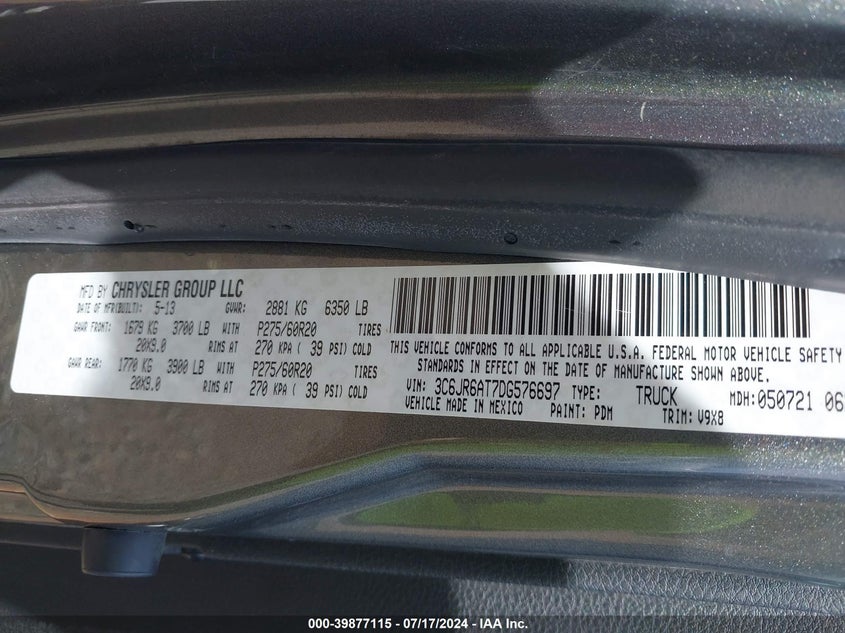 MFD BY CHRYSLER GROUP LLC
DATE OF MFR(BUILT): 5-13 GVWR: 2881 KG 6350 LB
GAWR FRONT: 1679 KG 3700 LB WITH P275/60R20 TIRES
20X9.0 RIMS AT 270 KPA ( 39 PSI) COLD
GAWR REAR: 1770 KG 3900 LB WITH P275/60R20 TIRES
20X9.0 RIMS AT 270 KPA ( 39 PSI) COLD
THIS VEHICLE CONFORMS TO ALL APPLICABLE U.S.A. FEDERAL MOTOR VEHICLE SAFETY
STANDARDS IN EFFECT ON THE DATE OF MANUFACTURE SHOWN ABOVE.
VIN: 3C6JR6AT7DG576697 TYPE: TRUCK MDH: 050721
VEHICLE MADE IN MEXICO PAINT: PDM TRIM: V9X8
000-39877115 - 07/17/2024 - IAA Inc.